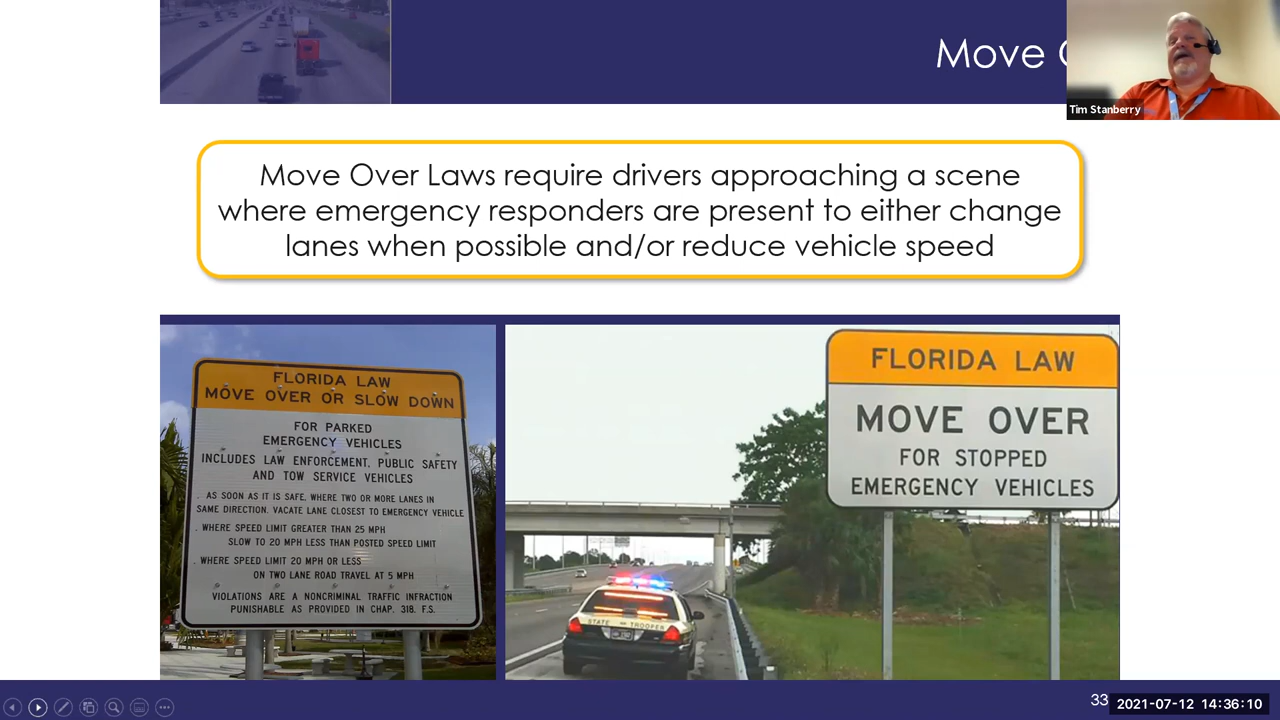 Move
Tim Stanberry
Move Over Laws require drivers approaching a scene
where emergency responders are present to either change
lanes when possible and/or reduce vehicle speed
FLORIDA LAW
MOVE OVER OR SLOW DOWN
FOR PARKED
EMERGENCY VEHICLES
INCLUDES LAW ENFORCEMENT, PUBLIC SAFETY
AND TOW SERVICE VEHICLES
AS SOON AS IT IS SAFE, WHERE TWO OR MORE LANES IN
SAME DIRECTION, VACATE LANE CLOSEST TO EMERGENCY VEHICLE
WHERE SPEED LIMIT GREATER THAN 25 MPH
SLOW TO 20 MPH LESS THAN POSTED SPEED LIMIT
WHERE SPEED LIMIT 20 MPH OR LESS
ON TWO LANE ROAD TRAVEL AT 5 MPH
VIOLATIONS ARE A NONCRIMINAL TRAFFIC INFRACTION
PUNISHABLE AS PROVIDED IN CHAP. 318. F.S.
FLORIDA LAW
MOVE OVER
FOR STOPPED
EMERGENCY VEHICLES
STATE TROOPER
33
2021-07-12 14:36:10